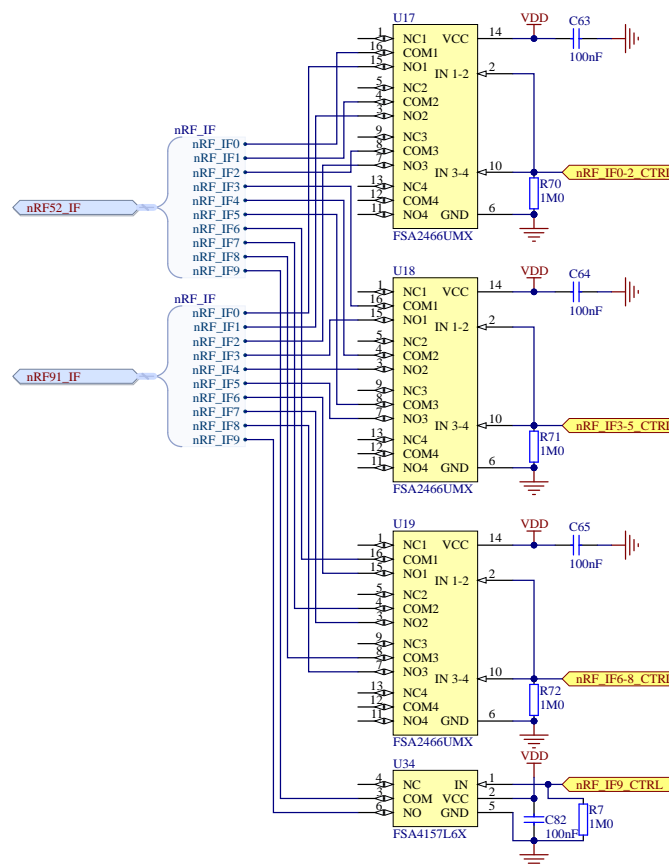 U17
VDD
C63
100nF
1 NC1 VCC 14
16 COM1
15 NO1 IN 1-2 2
5 NC2
4 COM2
3 NO2
9 NC3
8 COM3
7 NO3 IN 3-4 10
nRF_IF0-2_CTRL
13 NC4
12 COM4
11 NO4 GND 6
R70
1M0
FSA2466UMX
nRF_IF
nRF_IF0
nRF_IF1
nRF_IF2
nRF_IF3
nRF_IF4
nRF_IF5
nRF_IF6
nRF_IF7
nRF_IF8
nRF_IF9
nRF52_IF
U18
VDD
C64
100nF
1 NC1 VCC 14
16 COM1
15 NO1 IN 1-2 2
5 NC2
4 COM2
3 NO2
9 NC3
8 COM3
7 NO3 IN 3-4 10
nRF_IF3-5_CTRL
13 NC4
12 COM4
11 NO4 GND 6
R71
1M0
FSA2466UMX
nRF_IF
nRF_IF0
nRF_IF1
nRF_IF2
nRF_IF3
nRF_IF4
nRF_IF5
nRF_IF6
nRF_IF7
nRF_IF8
nRF_IF9
nRF91_IF
U19
VDD
C65
100nF
1 NC1 VCC 14
16 COM1
15 NO1 IN 1-2 2
5 NC2
4 COM2
3 NO2
9 NC3
8 COM3
7 NO3 IN 3-4 10
nRF_IF6-8_CTRL
13 NC4
12 COM4
11 NO4 GND 6
R72
1M0
FSA2466UMX
U34
VDD
4 NC IN 1
nRF_IF9_CTRL
3 COM VCC 2
6 NO GND 5
C82
100nF
R7
1M0
FSA4157L6X